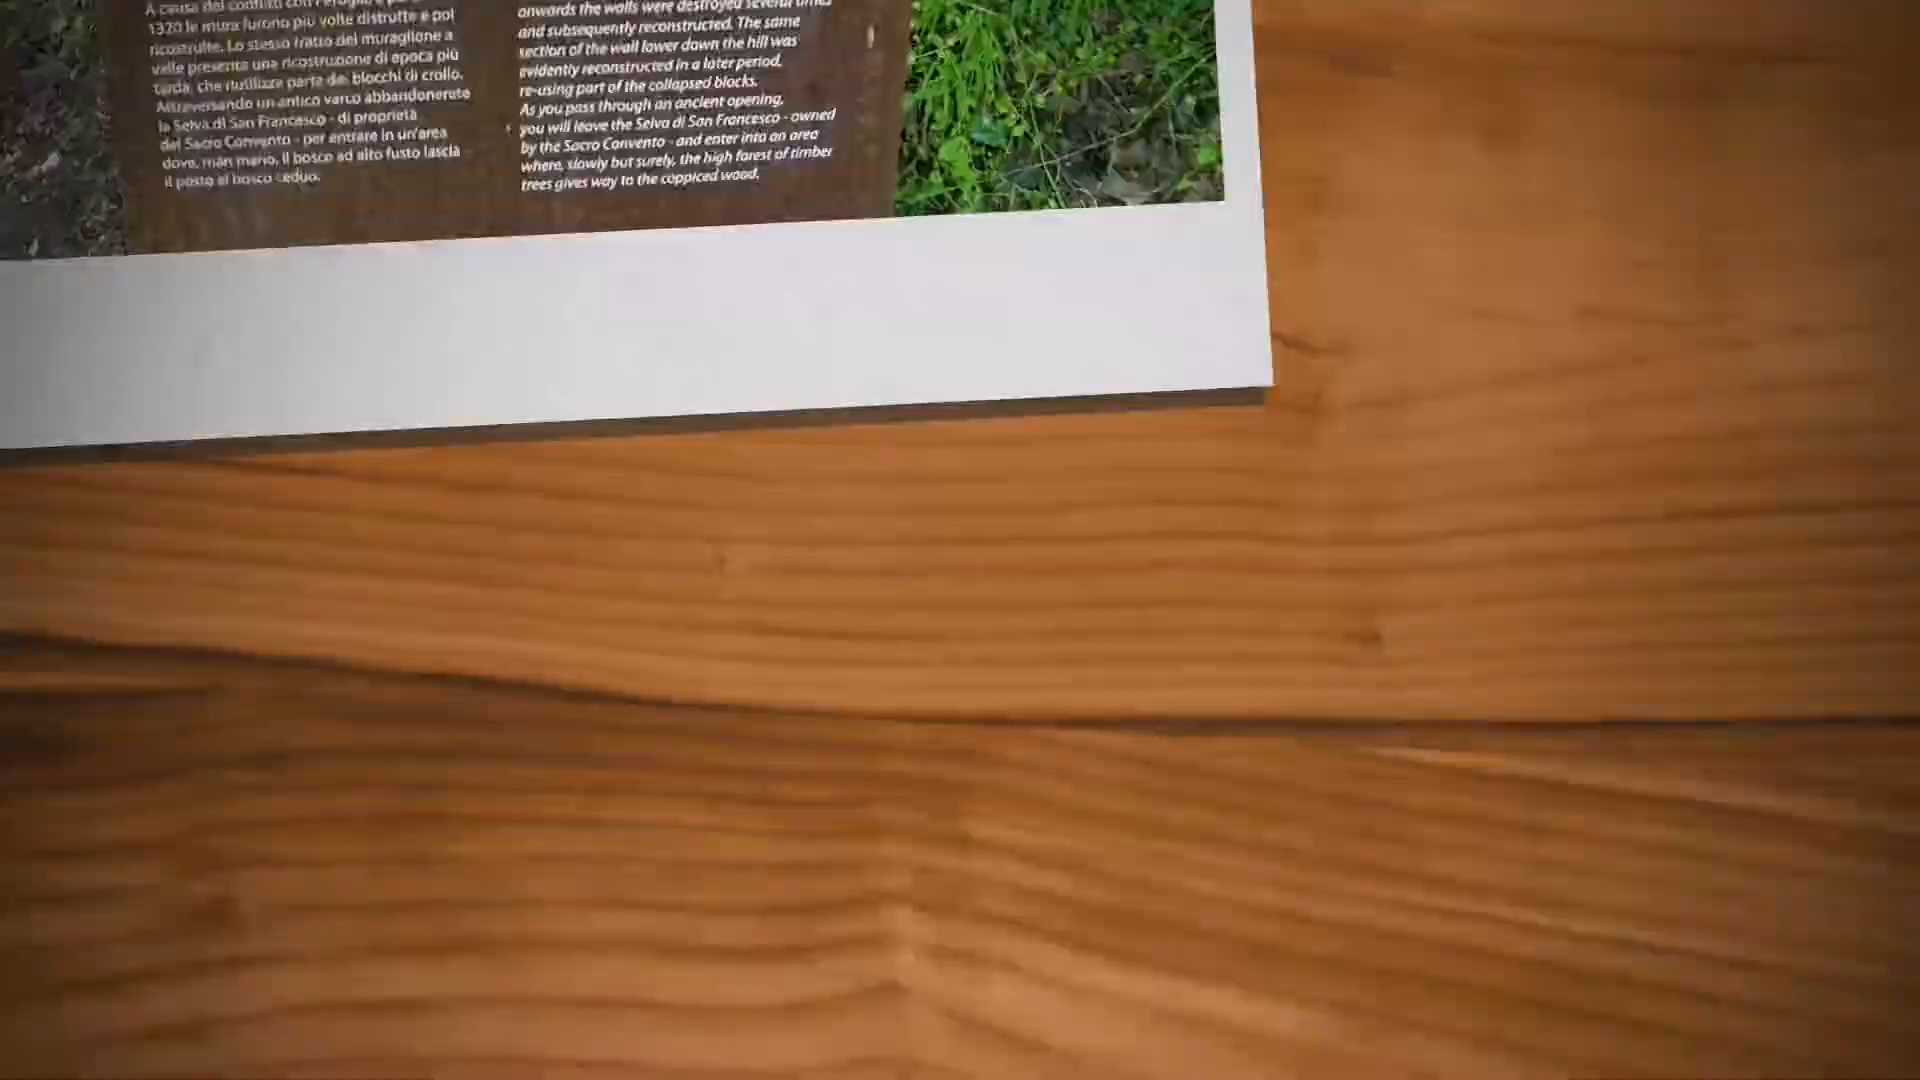 A causa dei conflitti con Perugia, a
1320 le mura furono più volte distrutte e poi
ricostruite. Lo stesso tratto del muraglione a
valle presenta una ricostruzione di epoca più
tarda, che riutilizza parte dei blocchi di crollo.
Attraversando un antico varco abbandonerete
la Selva di San Francesco - di proprietà
del Sacro Convento - per entrare in un'area
dove, man mano, il bosco ad alto fusto lascia
il posto al bosco ceduo.
onwards the walls were destroyed several times
and subsequently reconstructed. The same
section of the wall lower down the hill was
evidently reconstructed in a later period,
re-using part of the collapsed blocks.
As you pass through an ancient opening,
you will leave the Selva di San Francesco - owned
by the Sacro Convento - and enter into an area
where, slowly but surely, the high forest of timber
trees gives way to the coppiced wood.